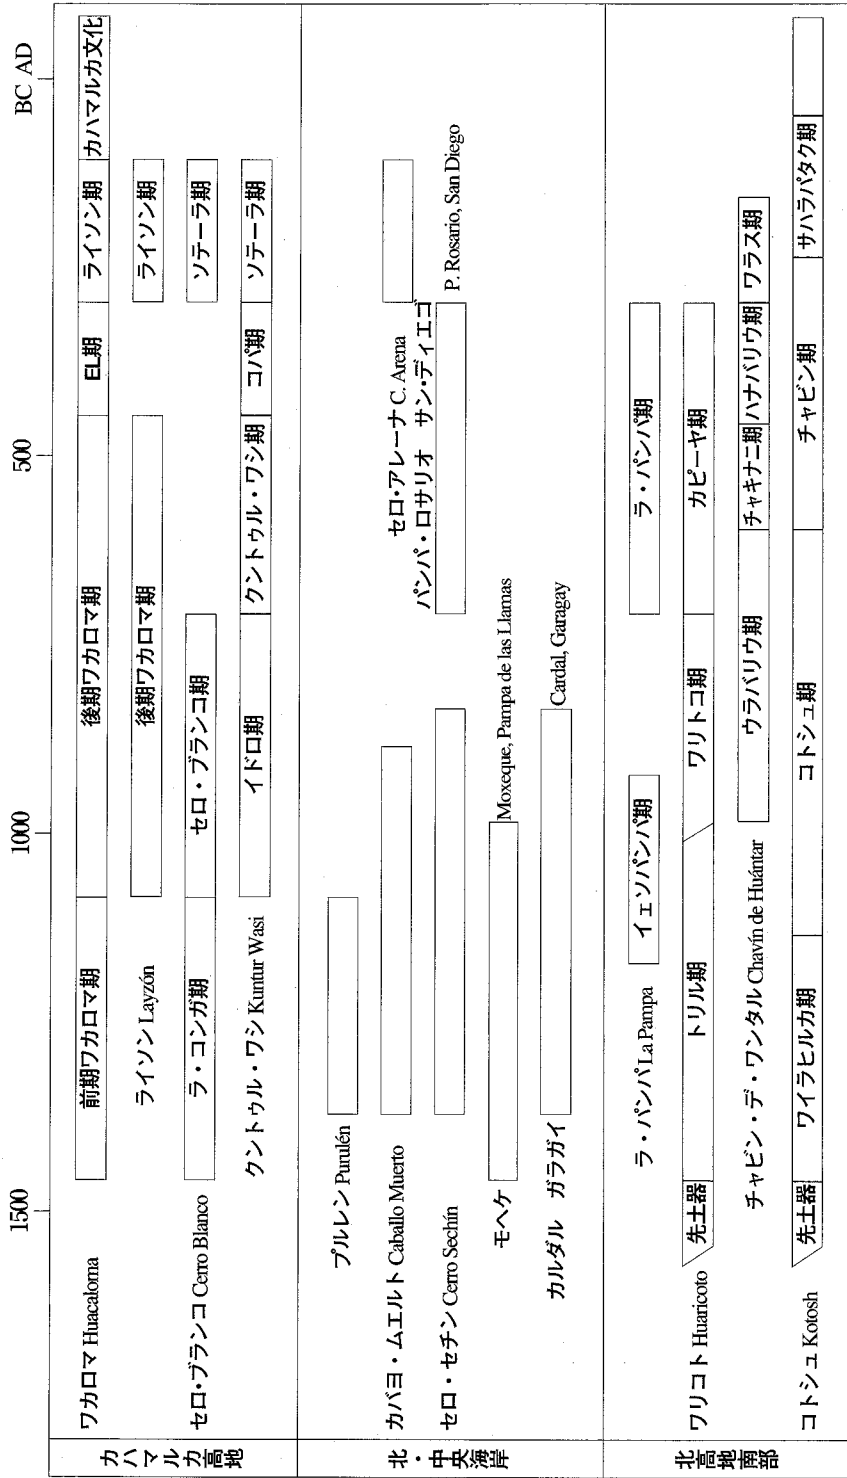 1500 1000 500 BC AD
カハマルカ高地
ワカロマ Huacaloma 前期ワカロマ期 後期ワカロマ期 EL期 ライソン期 カハマルカ文化
ライソン Layzón 後期ワカロマ期 ライソン期
セロ・ブランコ Cerro Blanco ラ・コンガ期 セロ・ブランコ期 ソテーラ期
クントゥル・ワシ Kuntur Wasi イドロ期 クントゥル・ワシ期 コパ期 ソテーラ期
北・中央海岸
プルレン Purulén
カバヨ・ムエルト Caballo Muerto セロ・アレーナ C. Arena
パンパ・ロサリオ サン・ディエゴ
セロ・セチン Cerro Sechín P. Rosario, San Diego
モヘケ Moxeque, Pampa de las Llamas
カルダル ガラガイ Cardal, Garagay
北高地南部
ラ・パンパ La Pampa イェソパンパ期 ラ・パンパ期
ワリコト Huaricoto 先土器 トリル期 ワリトコ期 カピーヤ期
チャビン・デ・ワンタル Chavín de Huántar ウラバリウ期 チャキナニ期 ハナバリウ期 ワラス期
コトシュ Kotosh 先土器 ワイラヒルカ期 コトシュ期 チャビン期 サハラパタク期